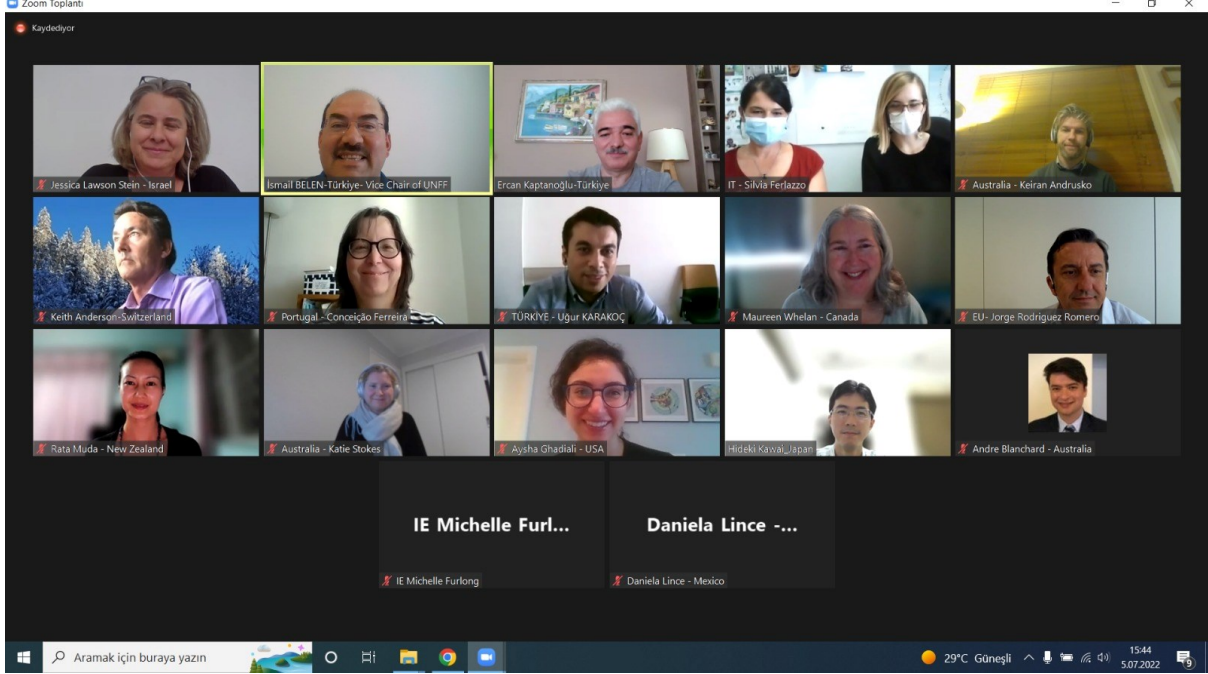 Zoom Toplantı
Kaydediyor
Jessica Lawson Stein - Israel
İsmail BELEN-Türkiye- Vice Chair of UNFF
Ercan Kaptanoğlu-Türkiye
IT - Silvia Ferlazzo
Australia - Keiran Andrusko
Keith Anderson-Switzerland
Portugal - Conceição Ferreira
TÜRKİYE - Uğur KARAKOÇ
Maureen Whelan - Canada
EU- Jorge Rodriguez Romero
Rata Muda - New Zealand
Australia - Katie Stokes
Aysha Ghadiali - USA
Hideki Kawai_Japan
Andre Blanchard - Australia
IE Michelle Furl...
Daniela Lince -...
IE Michelle Furlong
Daniela Lince - Mexico
Aramak için buraya yazın
29°C Güneşli
15:44
5.07.2022
9